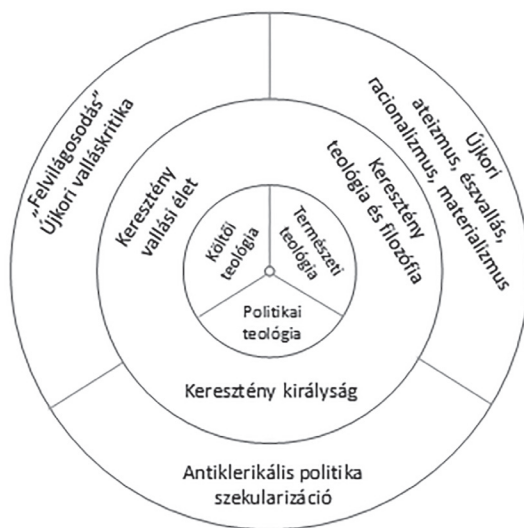 „Felvilágosodás”
Újkori valláskritika
Újkori
ateizmus, észvallás,
racionalizmus, materializmus
Keresztény
vallási élet
Keresztény
teológia és filozófia
Költői
teológia
Természeti
teológia
Politikai
teológia
Keresztény királyság
Antiklerikális politika
szekularizáció